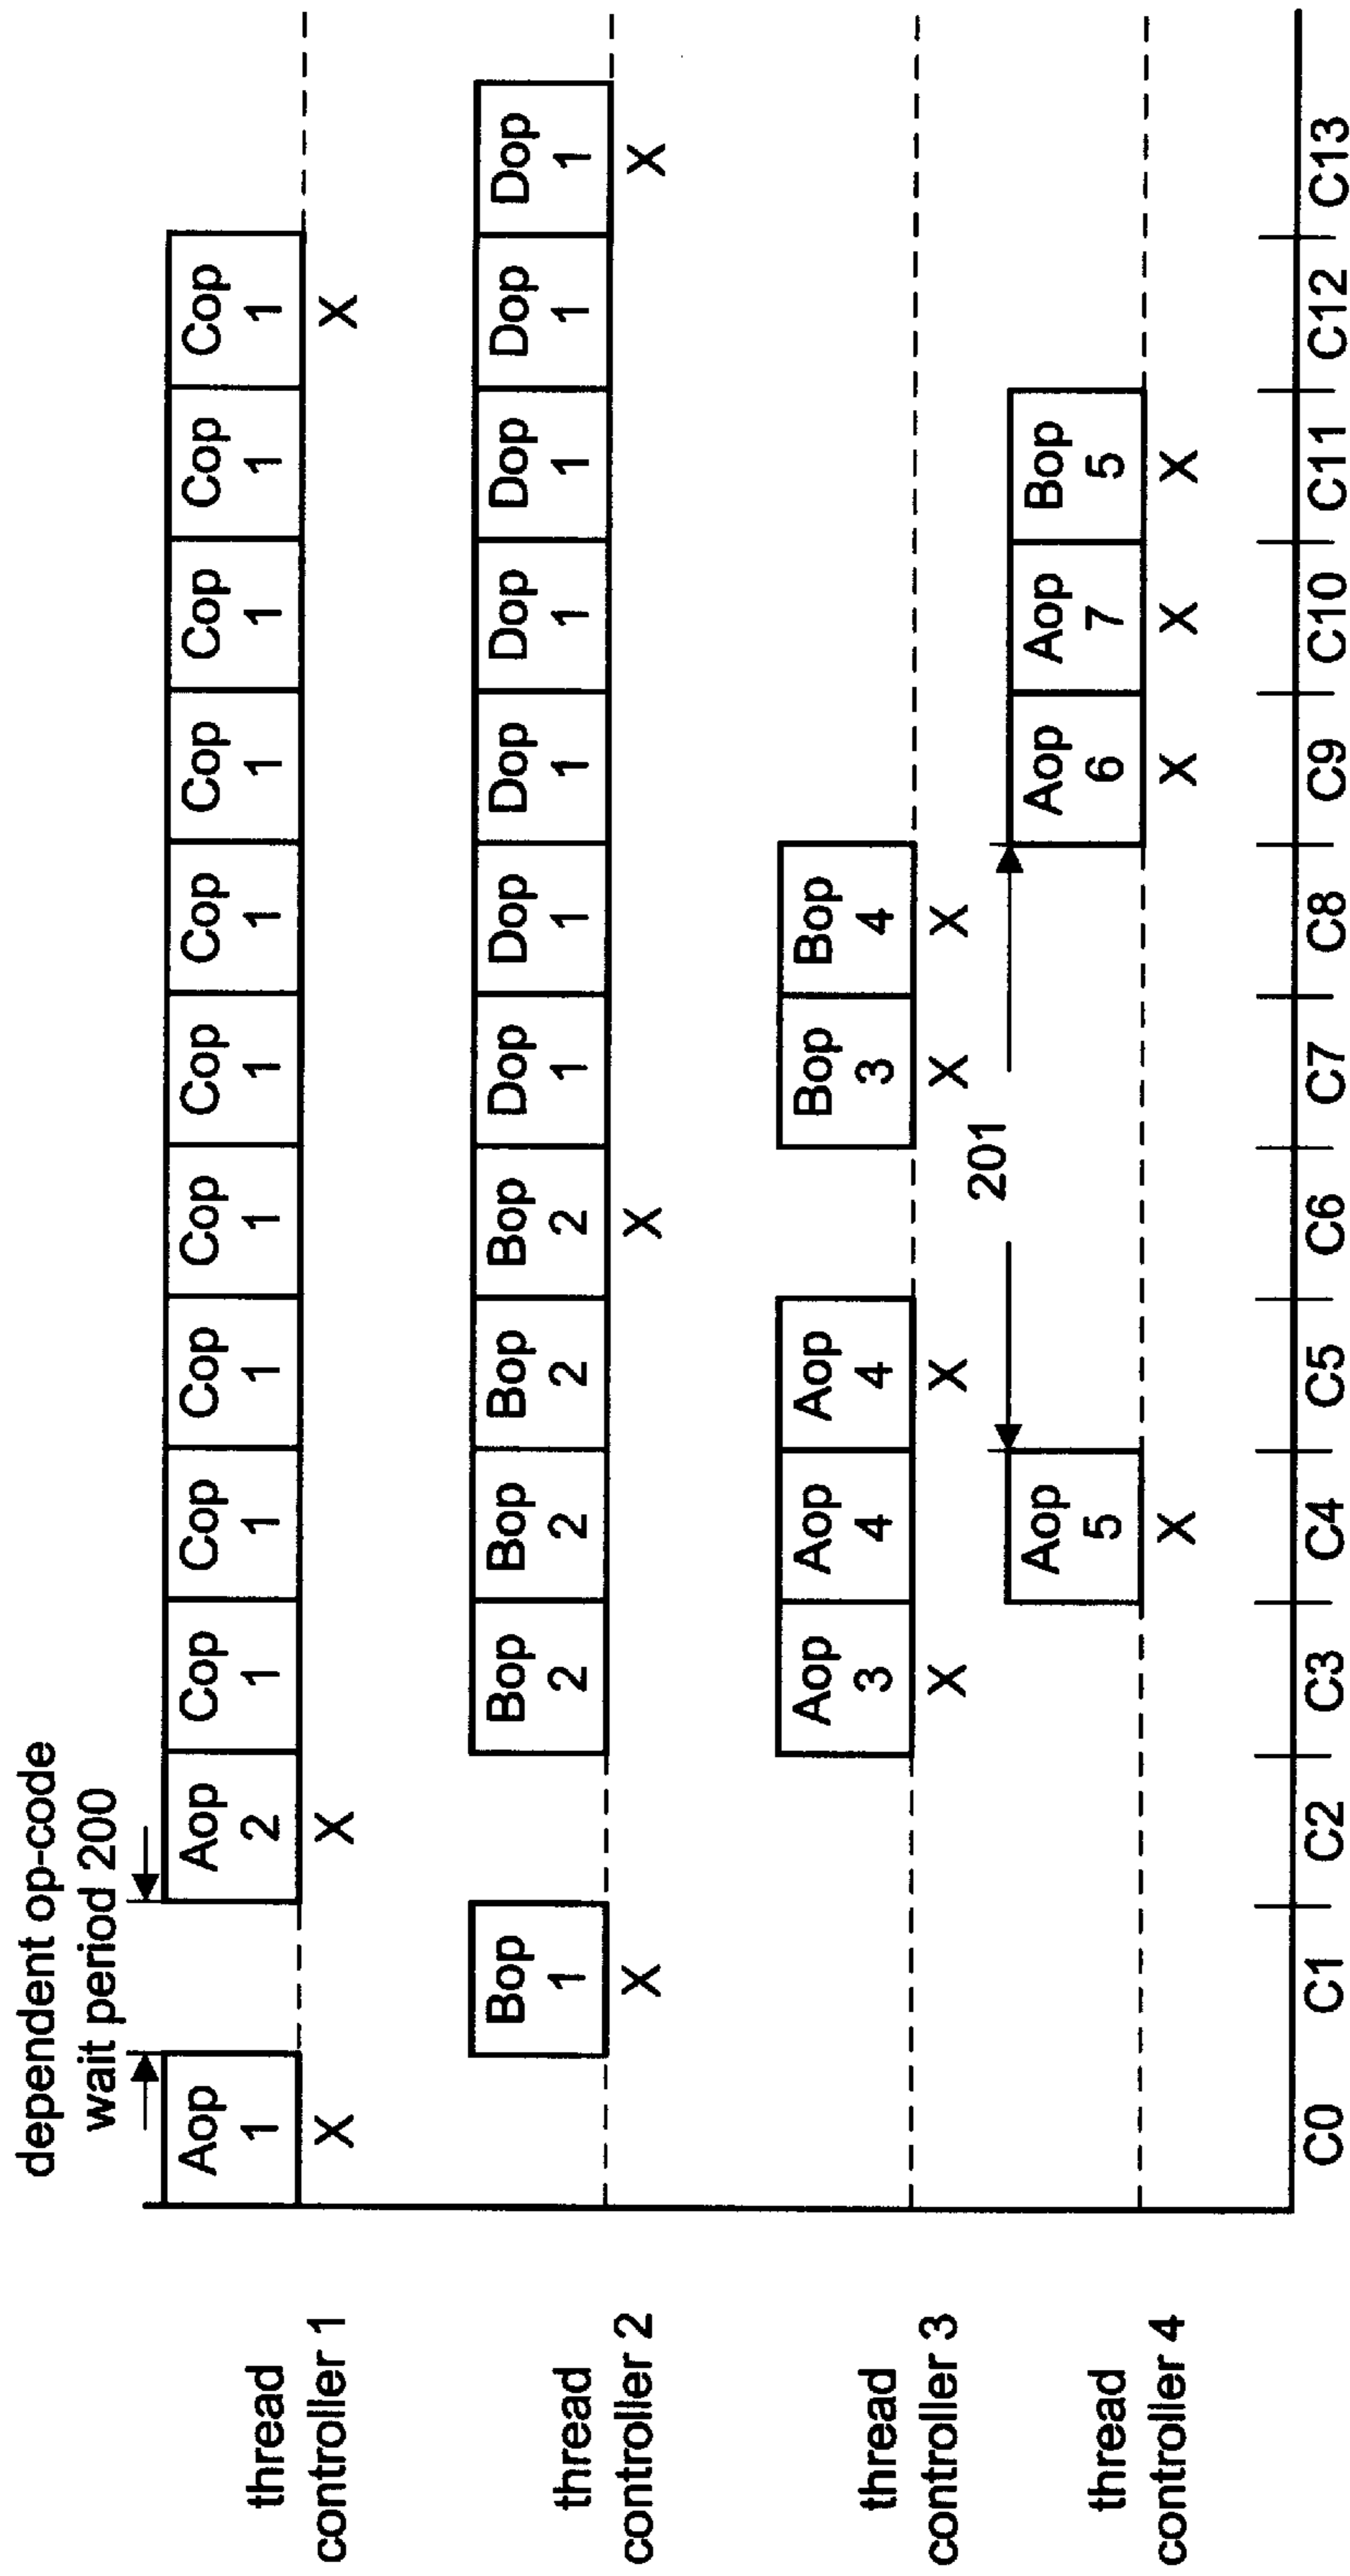 dependent op-code
wait period 200
Aop Aop Cop Cop Cop Cop Cop Cop Cop Cop Cop Cop
1 2 1 1 1 1 1 1 1 1 1 1
thread
controller 1
X X X
Bop Bop Bop Bop Bop Dop Dop Dop Dop Dop Dop Dop
1 2 2 2 2 1 1 1 1 1 1 1
thread
controller 2
X X X
Aop Aop Aop Bop Bop
3 4 4 3 4
thread
controller 3
X X X X
201
Aop Aop Aop Bop
5 6 7 5
thread
controller 4
X X X X
C0 C1 C2 C3 C4 C5 C6 C7 C8 C9 C10 C11 C12 C13